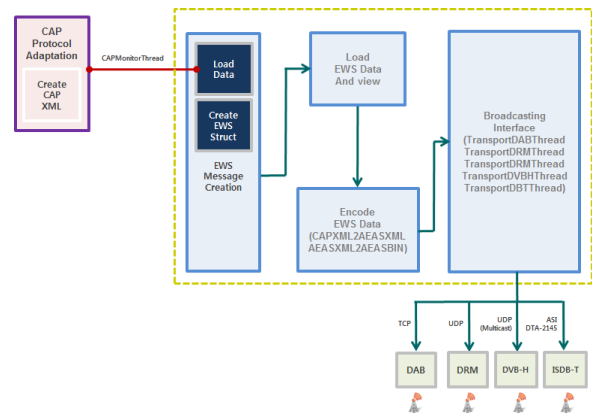 CAP
Protocol
Adaptation
Create
CAP
XML
CAPMonitorThread
Load
Data
Create
EWS
Struct
EWS
Message
Creation
Load
EWS Data
And view
Encode
EWS Data
(CAPXML2AEASXML
AEASXML2AEASBIN)
Broadcasting
Interface
(TransportDABThread
TransportDRMThread
TransportDRMThread
TransportDVBHThread
TransportDBTThread)
TCP
UDP
UDP
(Multicast)
ASI
DTA-2145
DAB
DRM
DVB-H
ISDB-T